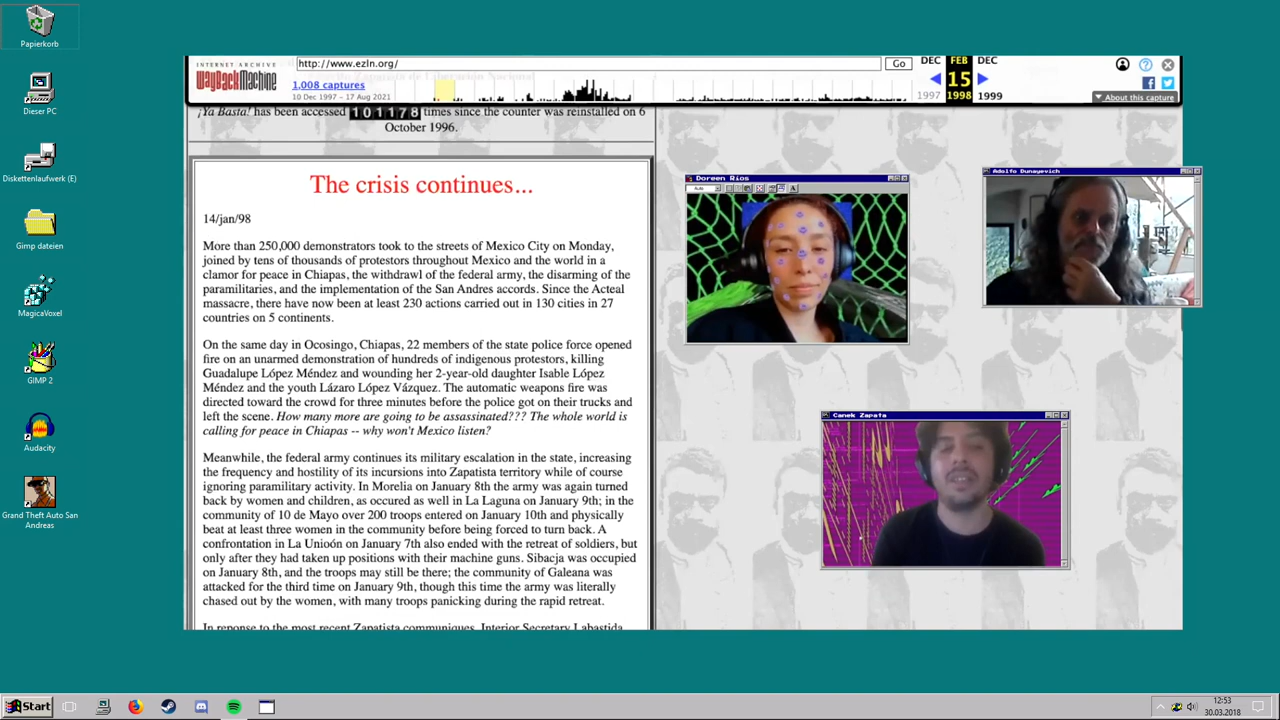 Papierkorb
Dieser PC
Diskettenlaufwerk (E)
Gimp dateien
MagicaVoxel
GIMP 2
Audacity
Grand Theft Auto San
Andreas
INTERNET ARCHIVE
WayBackMachine
http://www.ezln.org/
Go
1,008 captures
10 Dec 1997 - 17 Aug 2021
DEC
FEB
DEC
15
1997
1998
1999
About this capture
¡Ya Basta! has been accessed 101178 times since the counter was reinstalled on 6
October 1996.
The crisis continues...
14/jan/98
More than 250,000 demonstrators took to the streets of Mexico City on Monday,
joined by tens of thousands of protestors throughout Mexico and the world in a
clamor for peace in Chiapas, the withdrawl of the federal army, the disarming of the
paramilitaries, and the implementation of the San Andres accords. Since the Acteal
massacre, there have now been at least 230 actions carried out in 130 cities in 27
countries on 5 continents.
On the same day in Ocosingo, Chiapas, 22 members of the state police force opened
fire on an unarmed demonstration of hundreds of indigenous protestors, killing
Guadalupe López Méndez and wounding her 2-year-old daughter Isable López
Méndez and the youth Lázaro López Vázquez. The automatic weapons fire was
directed toward the crowd for three minutes before the police got on their trucks and
left the scene. How many more are going to be assassinated??? The whole world is
calling for peace in Chiapas -- why won't Mexico listen?
Meanwhile, the federal army continues its military escalation in the state, increasing
the frequency and hostility of its incursions into Zapatista territory while of course
ignoring paramilitary activity. In Morelia on January 8th the army was again turned
back by women and children, as occured as well in La Laguna on January 9th; in the
community of 10 de Mayo over 200 troops entered on January 10th and physically
beat at least three women in the community before being forced to turn back. A
confrontation in La Unioón on January 7th also ended with the retreat of soldiers, but
only after they had taken up positions with their machine guns. Sibacja was occupied
on January 8th, and the troops may still be there; the community of Galeana was
attacked for the third time on January 9th, though this time the army was literally
chased out by the women, with many troops panicking during the rapid retreat.
In reponse to the most recent Zapatista communiques, Interior Secretary Labastida
Doreen Ríos
Adolfo Dunayevich
Canek Zapata
Start
12:53
30.03.2018